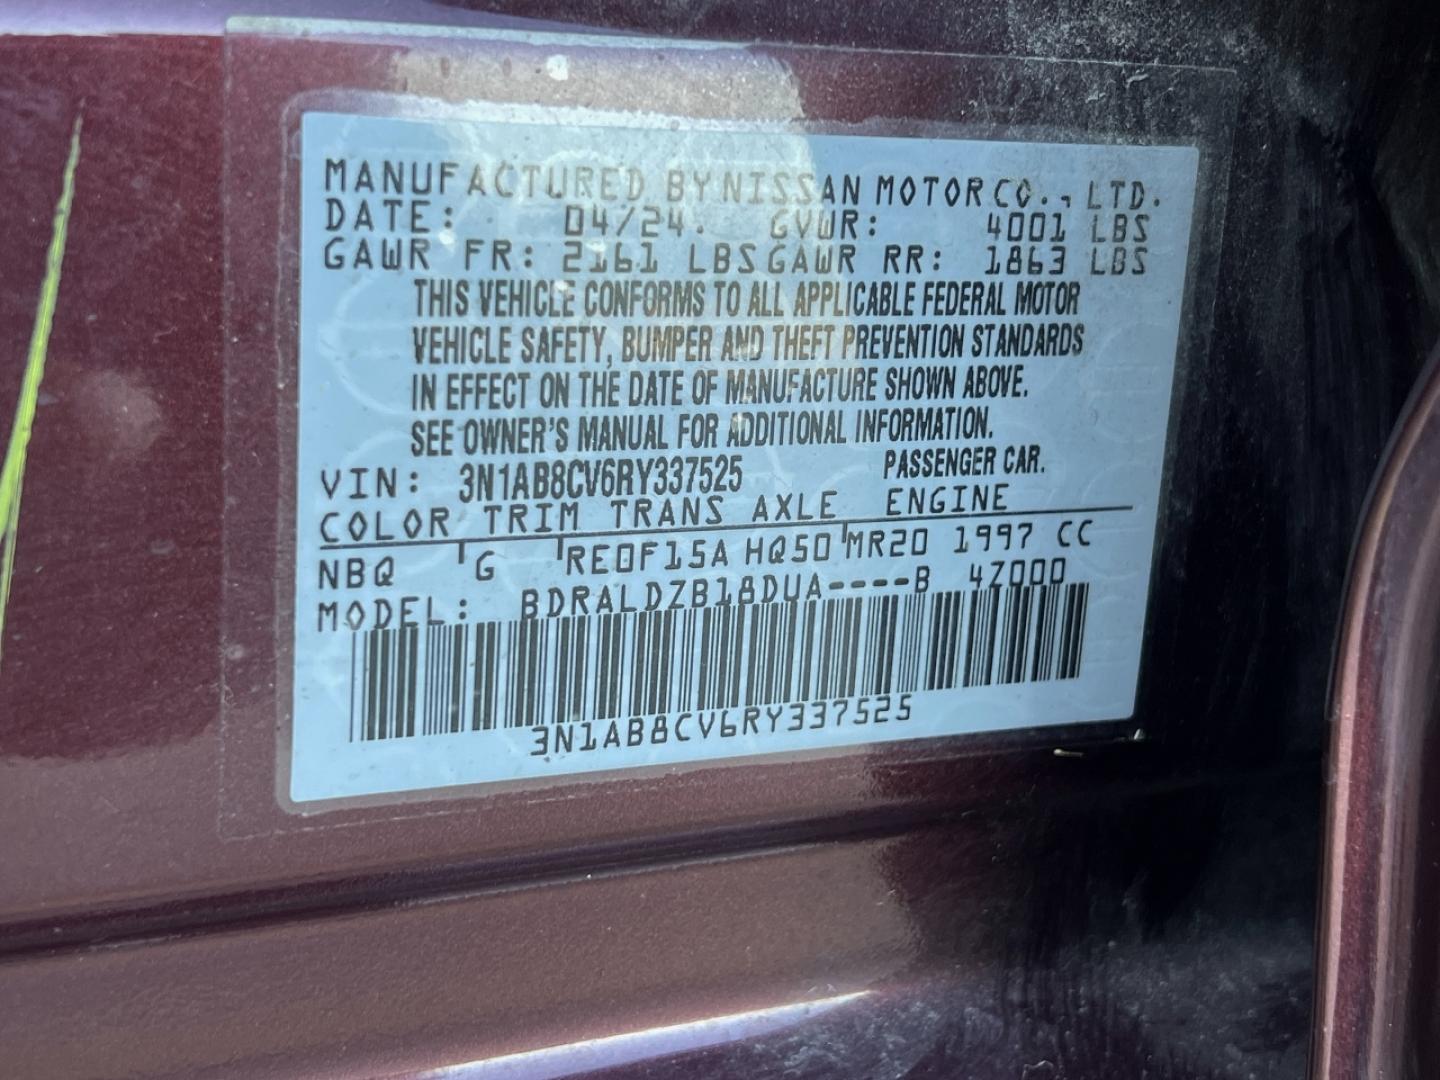 MANUFACTURED BY NISSAN MOTOR CO., LTD.
DATE: 04/24. GVWR: 4001 LBS
GAWR FR: 2161 LBS GAWR RR: 1863 LBS
THIS VEHICLE CONFORMS TO ALL APPLICABLE FEDERAL MOTOR
VEHICLE SAFETY, BUMPER AND THEFT PREVENTION STANDARDS
IN EFFECT ON THE DATE OF MANUFACTURE SHOWN ABOVE.
SEE OWNER'S MANUAL FOR ADDITIONAL INFORMATION.
VIN: 3N1AB8CV6RY337525 PASSENGER CAR.
COLOR TRIM TRANS AXLE ENGINE
NBQ G RE0F15A HQ50 MR20 1997 CC
MODEL: BDRALDZB18DUA----B 4Z000
3N1AB8CV6RY337525